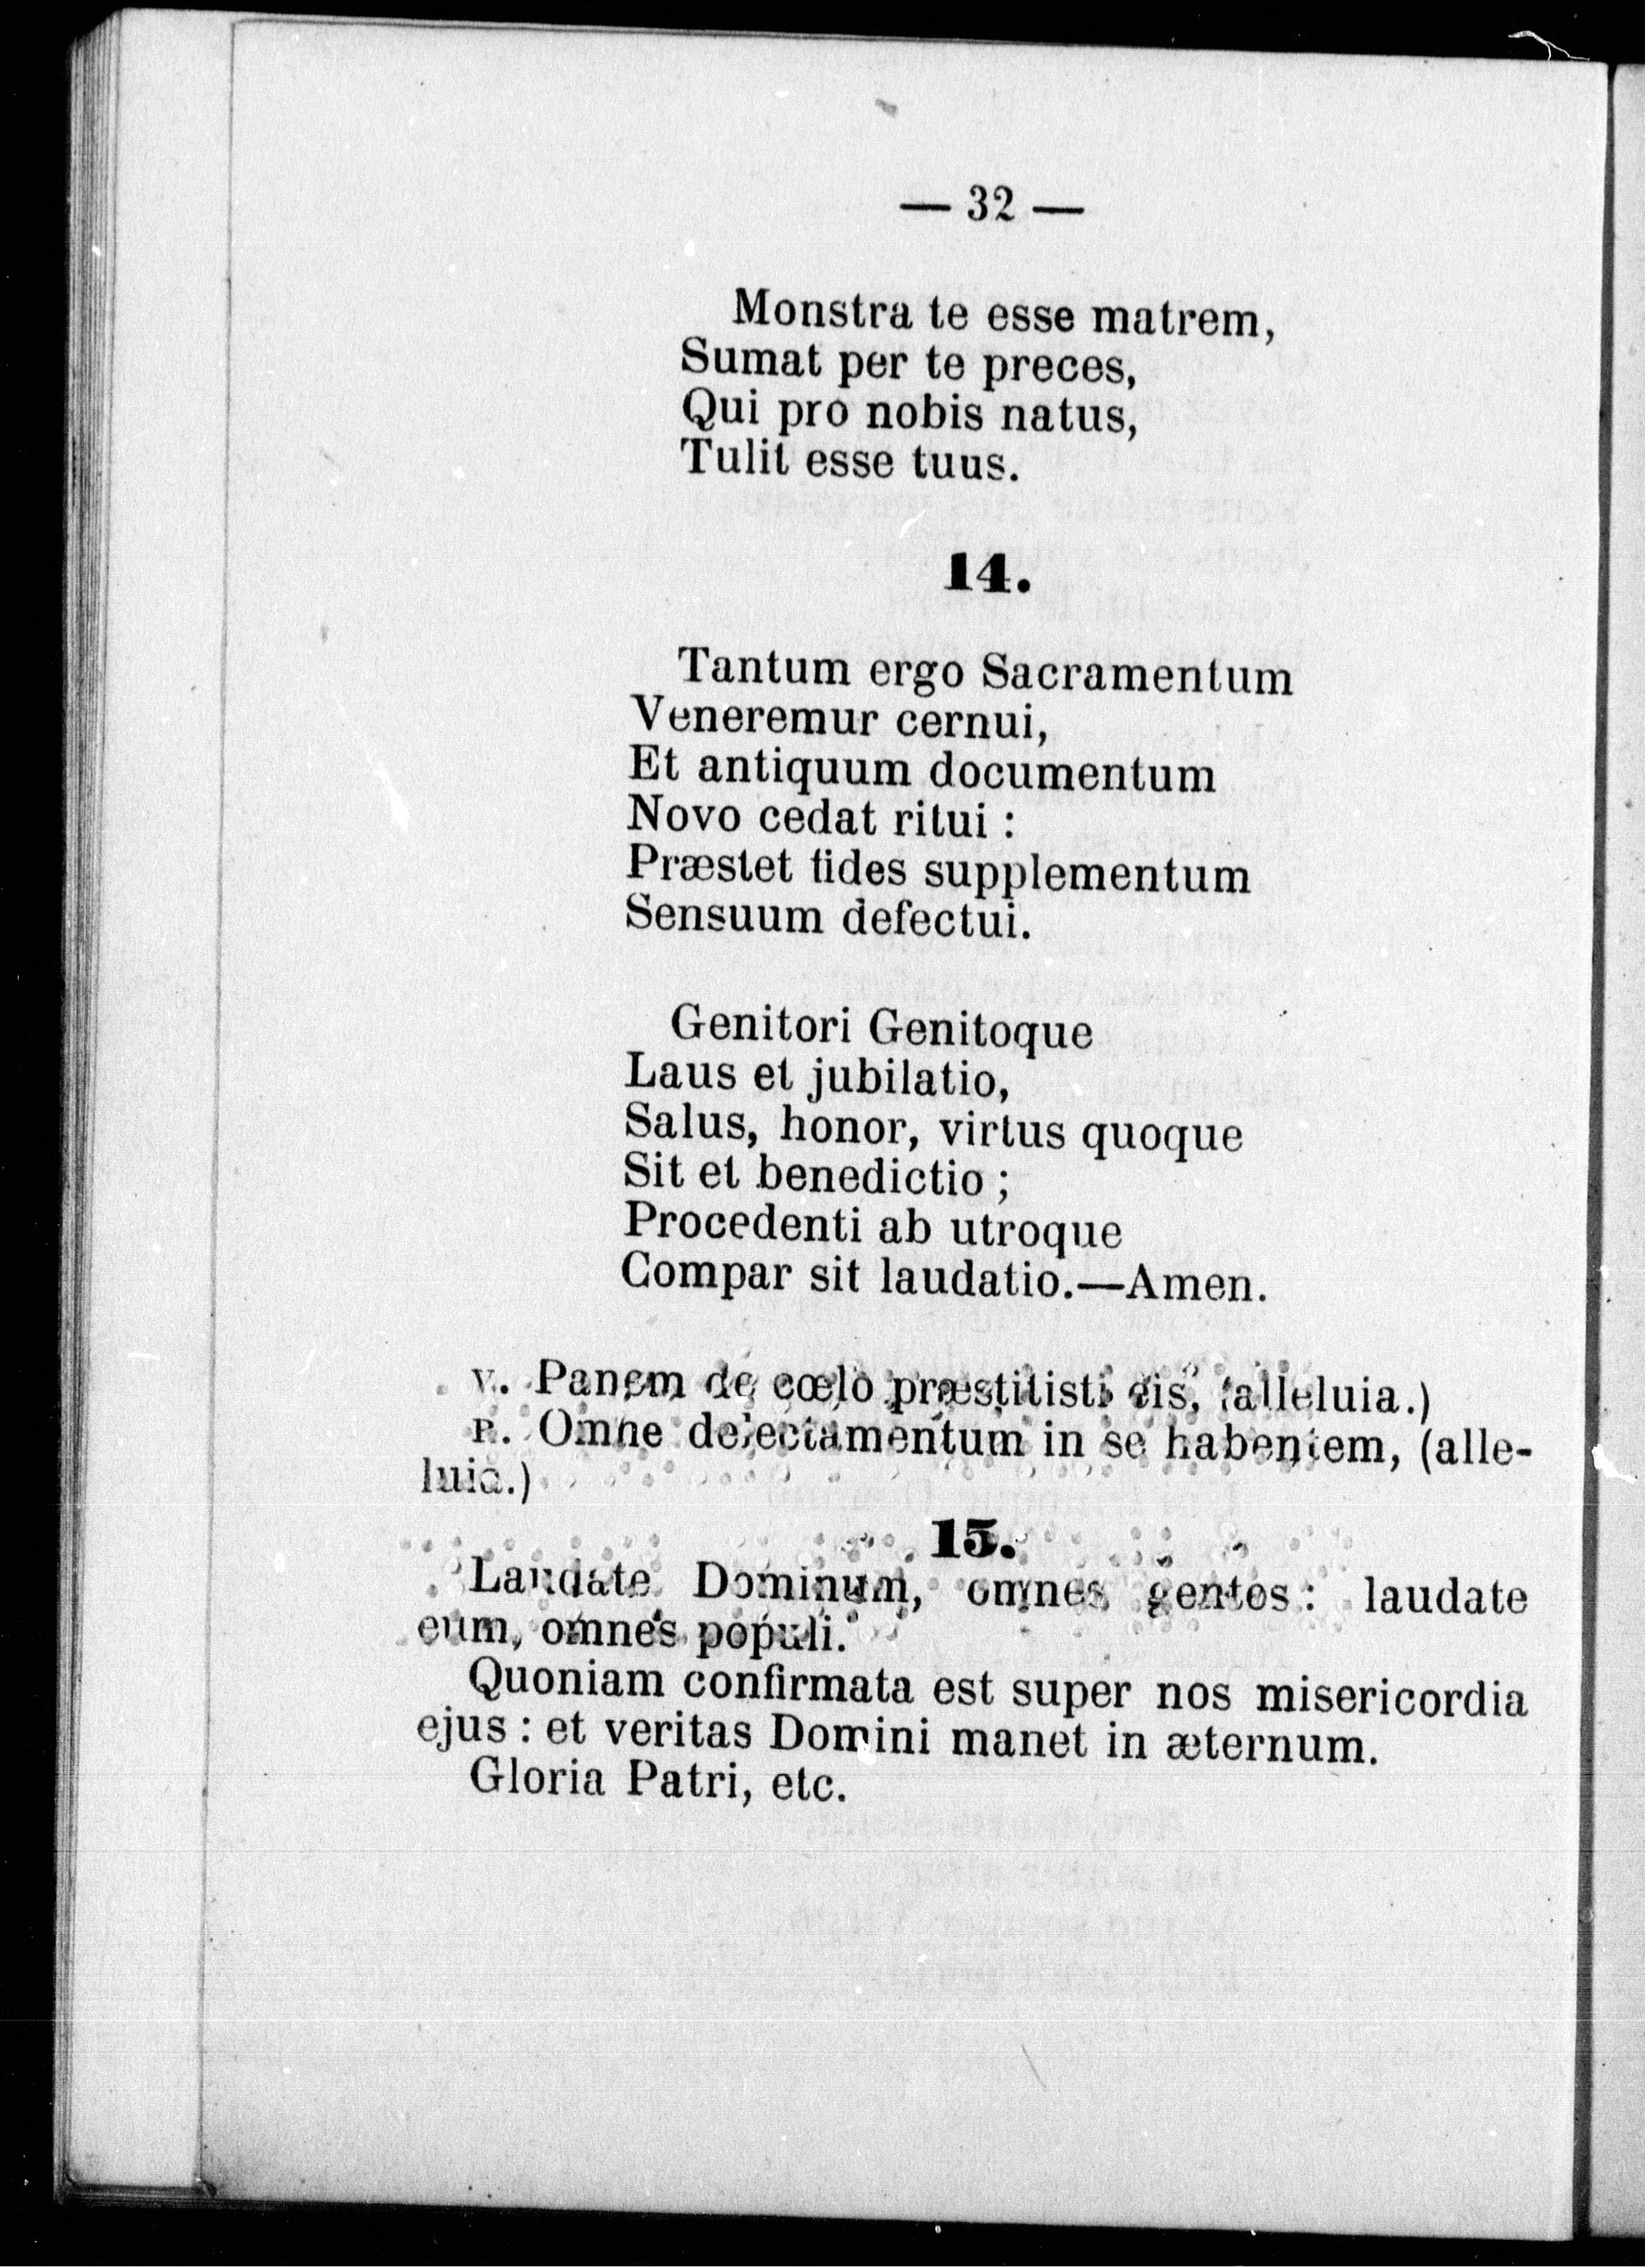 — 32 —
Monstra te esse matrem,
Sumat per te preces,
Qui pro nobis natus,
Tulit esse tuus.
14.
Tantum ergo Sacramentum
Veneremur cernui,
Et antiquum documentum
Novo cedat ritui :
Præstet fides supplementum
Sensuum defectui.
Genitori Genitoque
Laus et jubilatio,
Salus, honor, virtus quoque
Sit et benedictio ;
Procedenti ab utroque
Compar sit laudatio.—Amen.
V. Panem de cœlo præstitisti eis, (alleluia.)
R. Omne delectamentum in se habentem, (alle-
luia.)
15.
Laudate Dominum, omnes gentes : laudate
eum, omnes populi.
Quoniam confirmata est super nos misericordia
ejus : et veritas Domini manet in æternum.
Gloria Patri, etc.